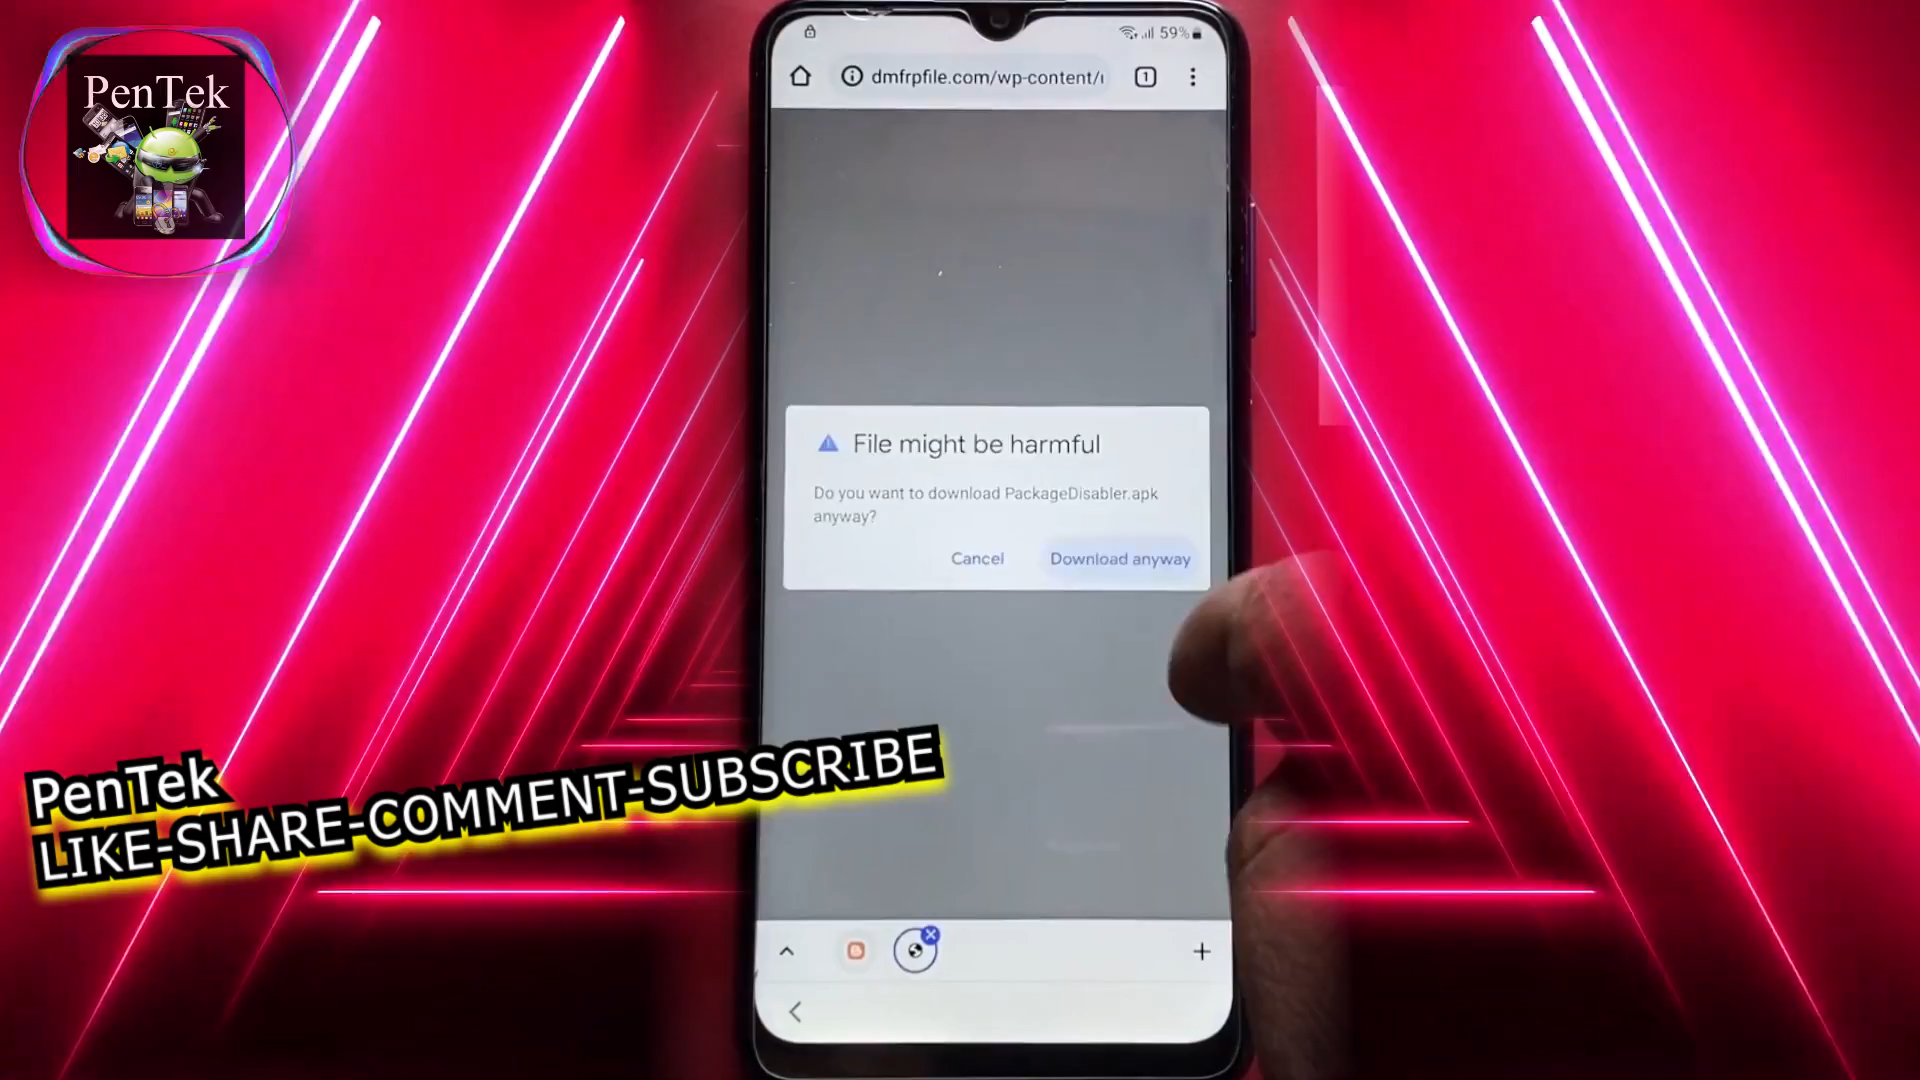 PenTek
59%
dmfrpfile.com/wp-content/
1
File might be harmful
Do you want to download PackageDisabler.apk
anyway?
Cancel
Download anyway
PenTek
LIKE-SHARE-COMMENT-SUBSCRIBE